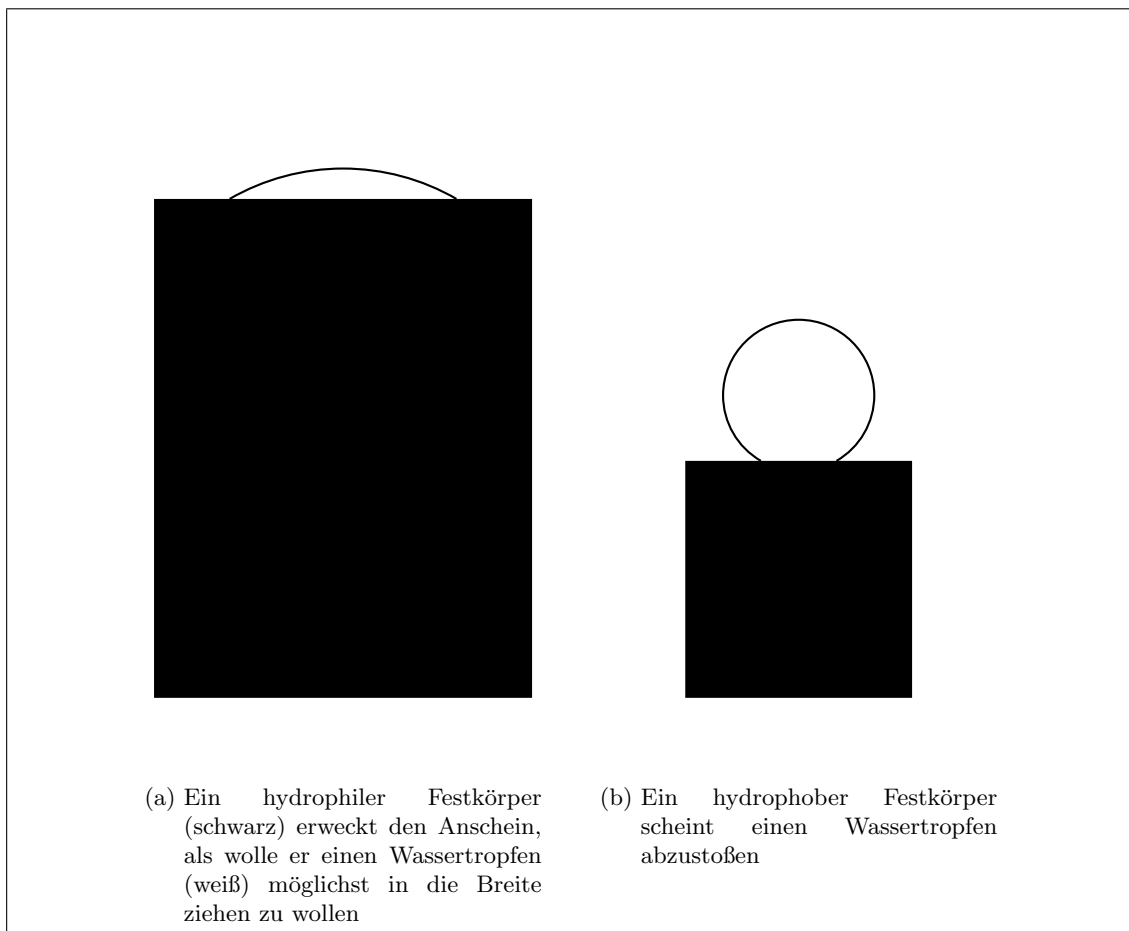 (a) Ein hydrophiler Festkörper
(schwarz) erweckt den Anschein,
als wolle er einen Wassertropfen
(weiß) möglichst in die Breite
ziehen zu wollen
(b) Ein hydrophober Festkörper
scheint einen Wassertropfen
abzustoßen